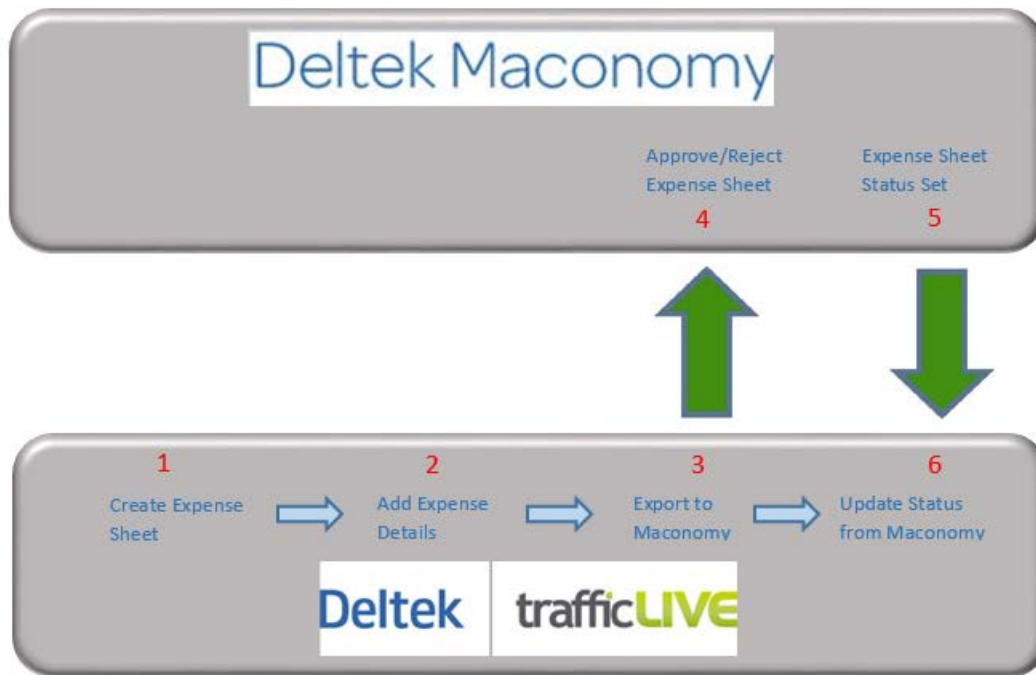 Deltek Maconomy
Approve/Reject
Expense Sheet
4
Expense Sheet
Status Set
5
1
Create Expense
Sheet
2
Add Expense
Details
3
Export to
Maconomy
6
Update Status
from Maconomy
Deltek
trafficLIVE